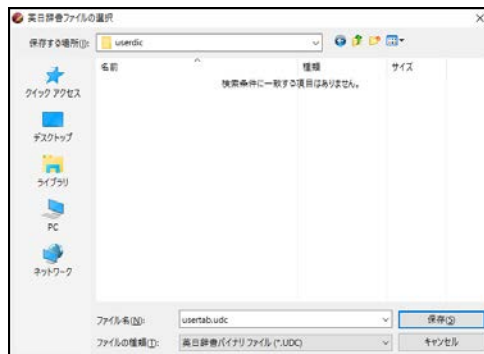 英日辞書ファイルの選択
保存する場所(I):
userdic
名前
種類
サイズ
検索条件に一致する項目はありません。
クイック アクセス
デスクトップ
ライブラリ
PC
ネットワーク
ファイル名(N):
usertab.udc
保存(S)
ファイルの種類(T):
英日辞書バイナリ ファイル (*.UDC)
キャンセル